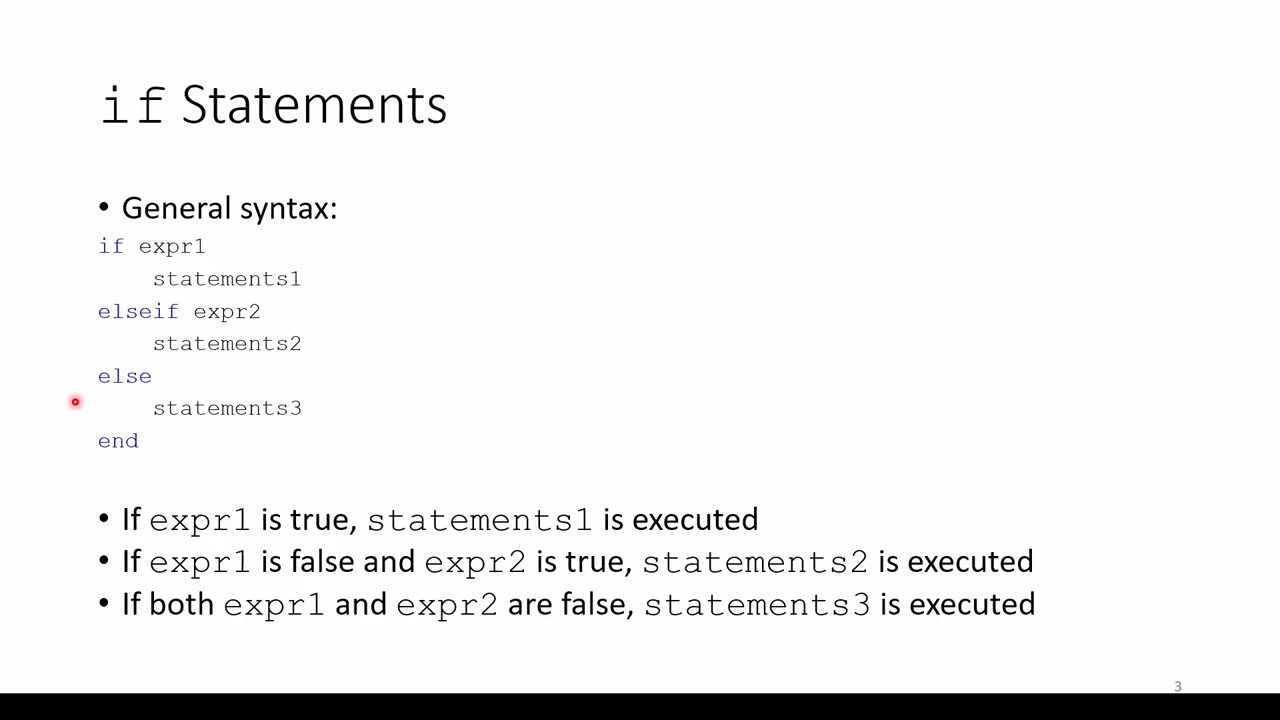 if Statements
• General syntax:
if expr1
    statements1
elseif expr2
    statements2
else
    statements3
end
• If expr1 is true, statements1 is executed
• If expr1 is false and expr2 is true, statements2 is executed
• If both expr1 and expr2 are false, statements3 is executed
3